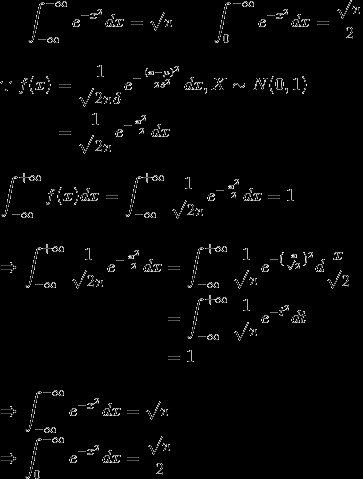 ∫_{-∞}^{-∞} e^{-x²} dx = √π ∫_{0}^{-∞} e^{-x²} dx = √π/2
∵ f(x) = 1/(√2πσ) e^{-(x-μ)²/2σ²} dx, X ~ N(0,1)
= 1/√2π e^{-x²/2} dx
∫_{-∞}^{+∞} f(x)dx = ∫_{-∞}^{+∞} 1/√2π e^{-x²/2} dx = 1
⇒ ∫_{-∞}^{+∞} 1/√2π e^{-x²/2} dx = ∫_{-∞}^{+∞} 1/√π e^{-(x/√2)²} d x/√2
= ∫_{-∞}^{+∞} 1/√π e^{-t²} dt
= 1
⇒ ∫_{-∞}^{-∞} e^{-x²} dx = √π
⇒ ∫_{0}^{-∞} e^{-x²} dx = √π/2